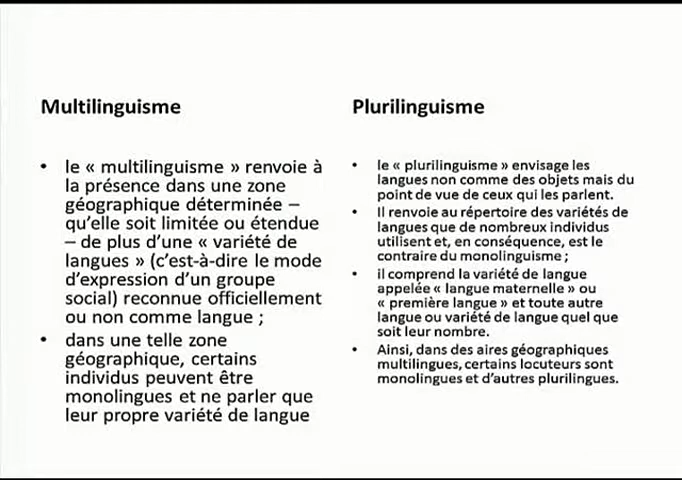 Multilinguisme
• le « multilinguisme » renvoie à
la présence dans une zone
géographique déterminée –
qu'elle soit limitée ou étendue
– de plus d'une « variété de
langues » (c'est-à-dire le mode
d'expression d'un groupe
social) reconnue officiellement
ou non comme langue ;
• dans une telle zone
géographique, certains
individus peuvent être
monolingues et ne parler que
leur propre variété de langue
Plurilinguisme
• le « plurilinguisme » envisage les
langues non comme des objets mais du
point de vue de ceux qui les parlent.
• Il renvoie au répertoire des variétés de
langues que de nombreux individus
utilisent et, en conséquence, est le
contraire du monolinguisme ;
• il comprend la variété de langue
appelée « langue maternelle » ou
« première langue » et toute autre
langue ou variété de langue quel que
soit leur nombre.
• Ainsi, dans des aires géographiques
multilingues, certains locuteurs sont
monolingues et d'autres plurilingues.